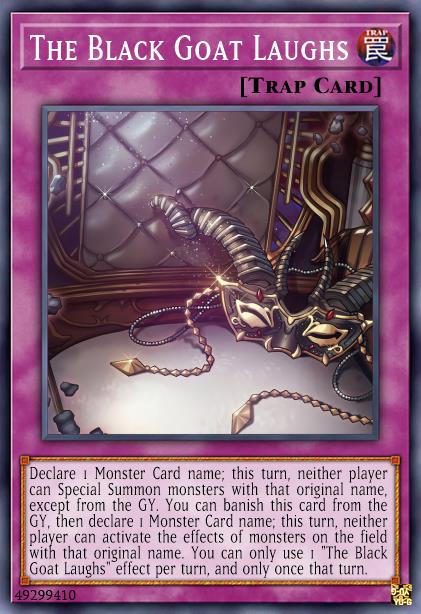 The Black Goat Laughs
TRAP
罠
[Trap Card]
Declare 1 Monster Card name; this turn, neither player
can Special Summon monsters with that original name,
except from the GY. You can banish this card from the
GY, then declare 1 Monster Card name; this turn, neither
player can activate the effects of monsters on the field
with that original name. You can only use 1 "The Black
Goat Laughs" effect per turn, and only once that turn.
49299410